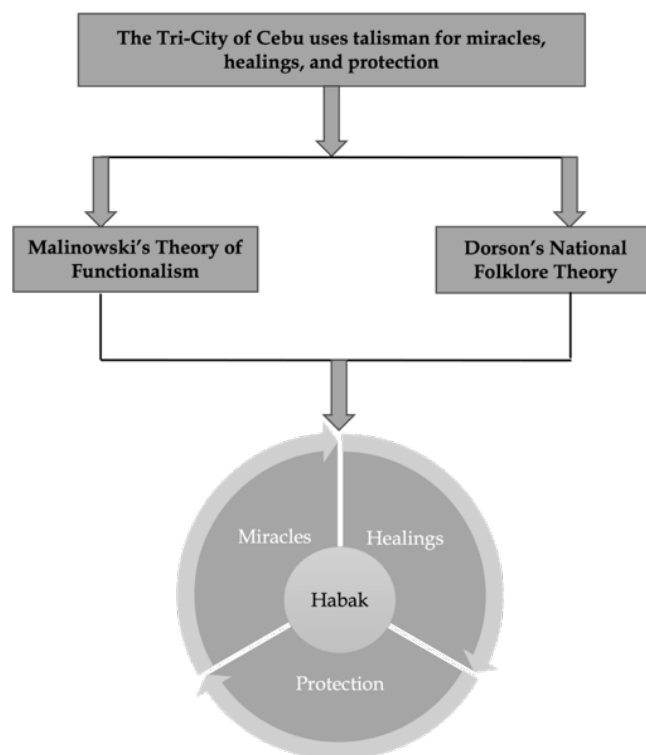 The Tri-City of Cebu uses talisman for miracles,
healings, and protection
Malinowski's Theory of
Functionalism
Dorson's National
Folklore Theory
Miracles
Healings
Habak
Protection